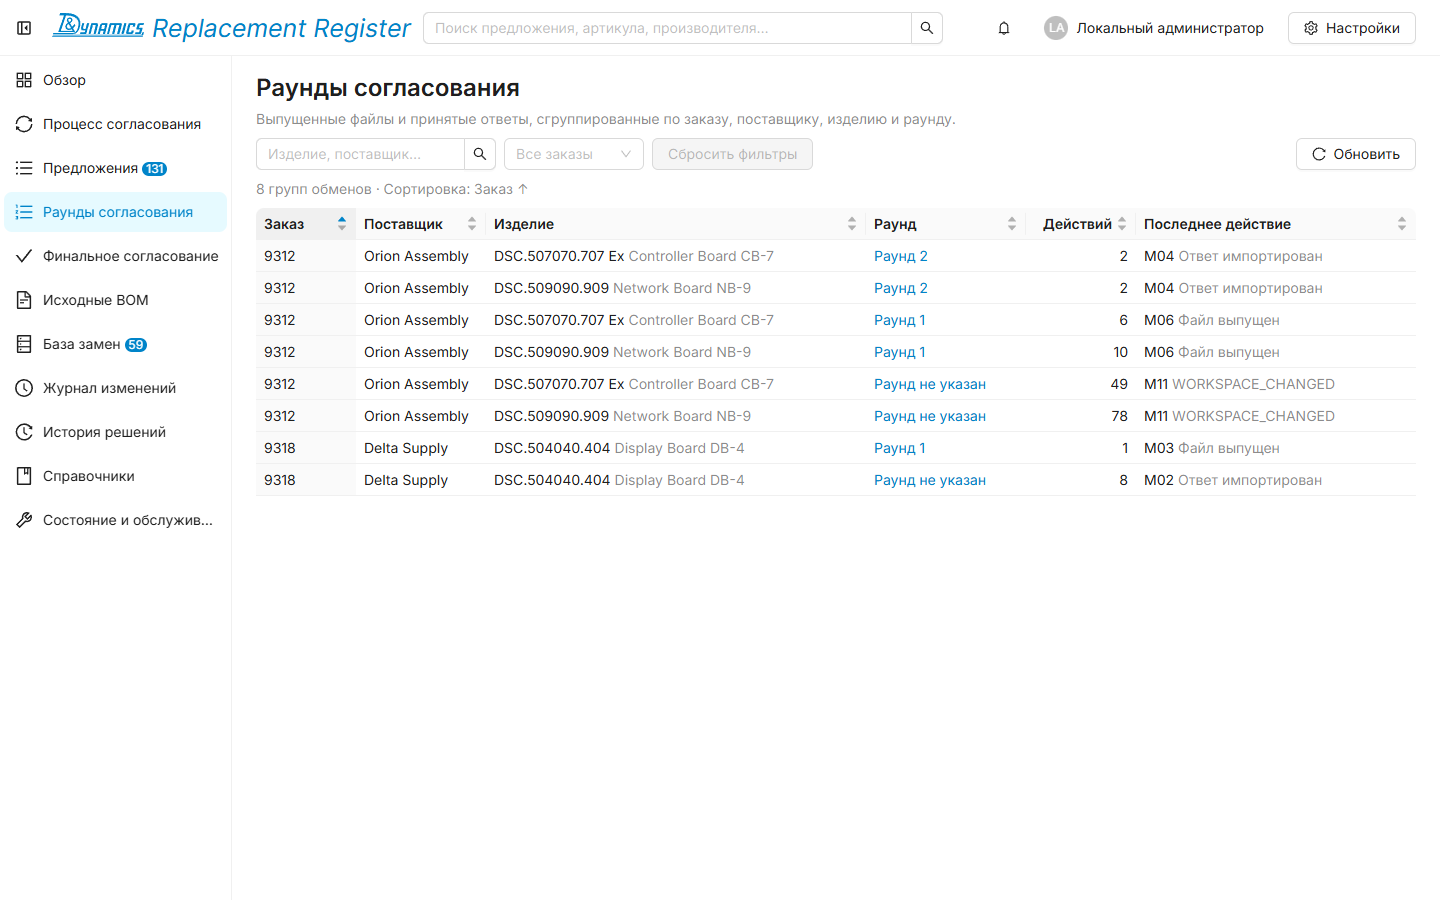 Dynamics Replacement Register
Поиск предложения, артикула, производителя...
LA Локальный администратор
Настройки
Обзор
Процесс согласования
Предложения 131
Раунды согласования
Финальное согласование
Исходные BOM
База замен 59
Журнал изменений
История решений
Справочники
Состояние и обслужив...
Раунды согласования
Выпущенные файлы и принятые ответы, сгруппированные по заказу, поставщику, изделию и раунду.
Изделие, поставщик... Все заказы Сбросить фильтры Обновить
8 групп обменов · Сортировка: Заказ ↑
Заказ Поставщик Изделие Раунд Действий Последнее действие
9312 Orion Assembly DSC.507070.707 Ex Controller Board CB-7 Раунд 2 2 M04 Ответ импортирован
9312 Orion Assembly DSC.509090.909 Network Board NB-9 Раунд 2 2 M04 Ответ импортирован
9312 Orion Assembly DSC.507070.707 Ex Controller Board CB-7 Раунд 1 6 M06 Файл выпущен
9312 Orion Assembly DSC.509090.909 Network Board NB-9 Раунд 1 10 M06 Файл выпущен
9312 Orion Assembly DSC.507070.707 Ex Controller Board CB-7 Раунд не указан 49 M11 WORKSPACE_CHANGED
9312 Orion Assembly DSC.509090.909 Network Board NB-9 Раунд не указан 78 M11 WORKSPACE_CHANGED
9318 Delta Supply DSC.504040.404 Display Board DB-4 Раунд 1 1 M03 Файл выпущен
9318 Delta Supply DSC.504040.404 Display Board DB-4 Раунд не указан 8 M02 Ответ импортирован